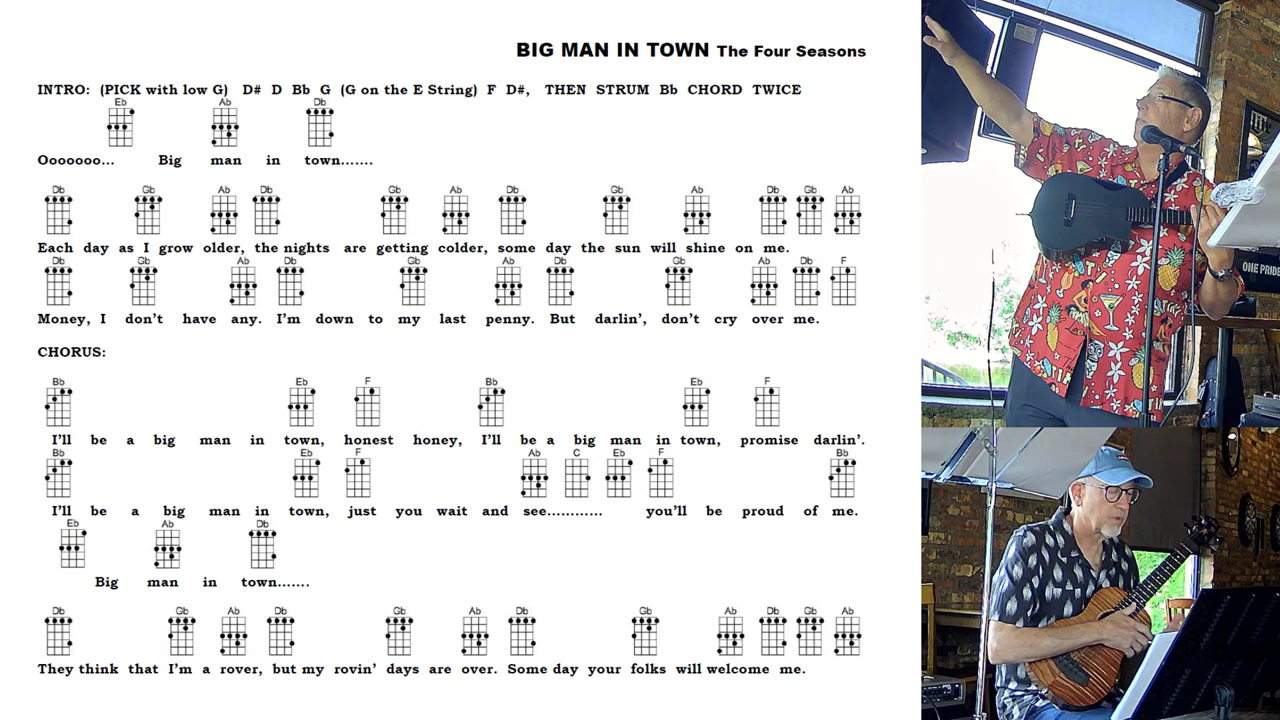 BIG MAN IN TOWN The Four Seasons
INTRO: (PICK with low G) D# D Bb G (G on the E String) F D#, THEN STRUM Bb CHORD TWICE
Eb Ab Db
Ooooooo... Big man in town.......
Db Gb Ab Db Gb Ab Db Gb Ab Db Gb Ab
Each day as I grow older, the nights are getting colder, some day the sun will shine on me.
Db Gb Ab Db Gb Ab Db Gb Ab Db F
Money, I don't have any. I'm down to my last penny. But darlin', don't cry over me.
CHORUS:
Bb Eb F Bb Eb F
I'll be a big man in town, honest honey, I'll be a big man in town, promise darlin'.
Bb Eb F Ab C Eb F Bb
I'll be a big man in town, just you wait and see............ you'll be proud of me.
Eb Ab Db
Big man in town.......
Db Gb Ab Db Gb Ab Db Gb Ab Db Gb Ab
They think that I'm a rover, but my rovin' days are over. Some day your folks will welcome me.
ONE PRIDE